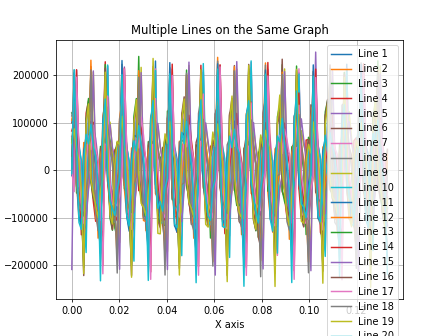 Multiple Lines on the Same Graph
200000
100000
0
−100000
−200000
0.00
0.02
0.04
0.06
0.08
0.10
X axis
Line 1
Line 2
Line 3
Line 4
Line 5
Line 6
Line 7
Line 8
Line 9
Line 10
Line 11
Line 12
Line 13
Line 14
Line 15
Line 16
Line 17
Line 18
Line 19
Line 20